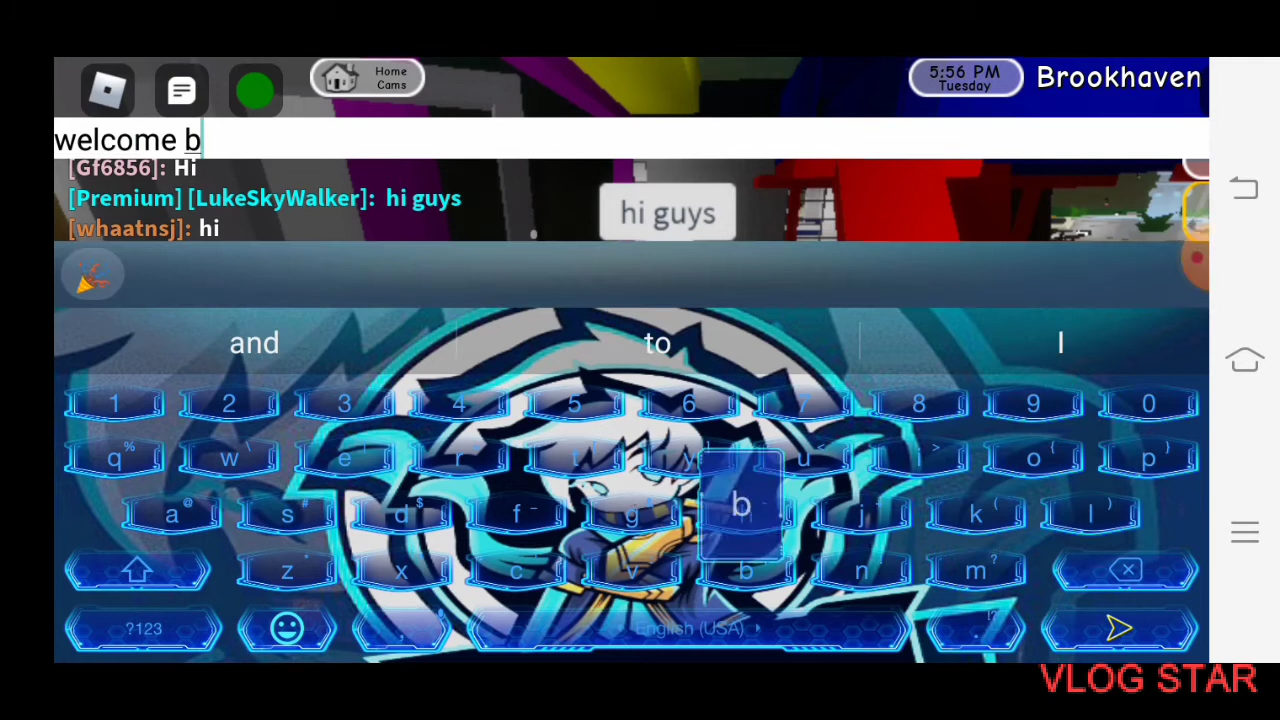 Home
Cams
5:56 PM
Tuesday
Brookhaven
welcome b
[Gf6856]: Hi
[Premium] [LukeSkyWalker]: hi guys
[whaatnsj]: hi
hi guys
and to I
1 2 3 4 5 6 7 8 9 0
q % w \ e | r t y u < > o { p }
a @ s # d $ f - g b j k ( l )
z x c v b n m ?
?123 , English (USA) . !?
VLOG STAR